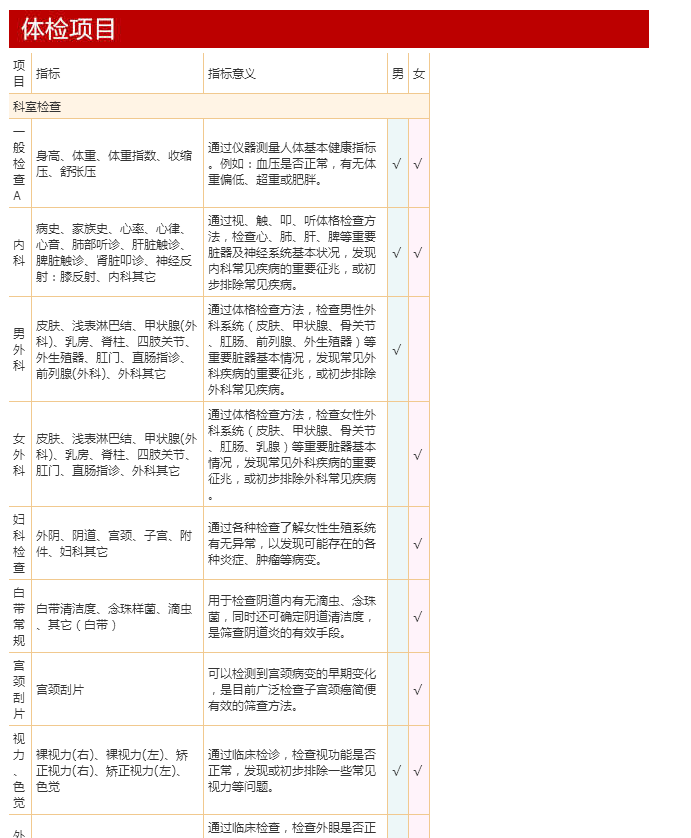 体检项目
项
目
指标
指标意义
男
女
科室检查
一
般
检
查
A
身高、体重、体重指数、收缩
压、舒张压
通过仪器测量人体基本健康指标
。例如：血压是否正常，有无体
重偏低、超重或肥胖。
√
√
内
科
病史、家族史、心率、心律、
心音、肺部听诊、肝脏触诊、
脾脏触诊、肾脏叩诊、神经反
射：膝反射、内科其它
通过视、触、叩、听体格检查方
法，检查心、肺、肝、脾等重要
脏器及神经系统基本状况，发现
内科常见疾病的重要征兆，或初
步排除常见疾病。
√
√
男
外
科
皮肤、浅表淋巴结、甲状腺(外
科)、乳房、脊柱、四肢关节、
外生殖器、肛门、直肠指诊、
前列腺(外科)、外科其它
通过体格检查方法，检查男性外
科系统（皮肤、甲状腺、骨关节
、肛肠、前列腺、外生殖器）等
重要脏器基本情况，发现常见外
科疾病的重要征兆，或初步排除
外科常见疾病。
√
女
外
科
皮肤、浅表淋巴结、甲状腺(外
科)、乳房、脊柱、四肢关节、
肛门、直肠指诊、外科其它
通过体格检查方法，检查女性外
科系统（皮肤、甲状腺、骨关节
、肛肠、乳腺）等重要脏器基本
情况，发现常见外科疾病的重要
征兆，或初步排除外科常见疾病
。
√
妇
科
检
查
外阴、阴道、宫颈、子宫、附
件、妇科其它
通过各种检查了解女性生殖系统
有无异常，以发现可能存在的各
种炎症、肿瘤等病变。
√
白
带
常
规
白带清洁度、念珠样菌、滴虫
、其它（白带）
用于检查阴道内有无滴虫、念珠
菌，同时还可确定阴道清洁度，
是筛查阴道炎的有效手段。
√
宫
颈
刮
片
宫颈刮片
可以检测到宫颈病变的早期变化
，是目前广泛检查子宫颈癌简便
有效的筛查方法。
√
视
力
、
色
觉
裸视力(右)、裸视力(左)、矫
正视力(右)、矫正视力(左)、
色觉
通过临床检诊，检查视功能是否
正常，发现或初步排除一些常见
视力等问题。
√
√
外
通过临床检查，检查外眼是否正